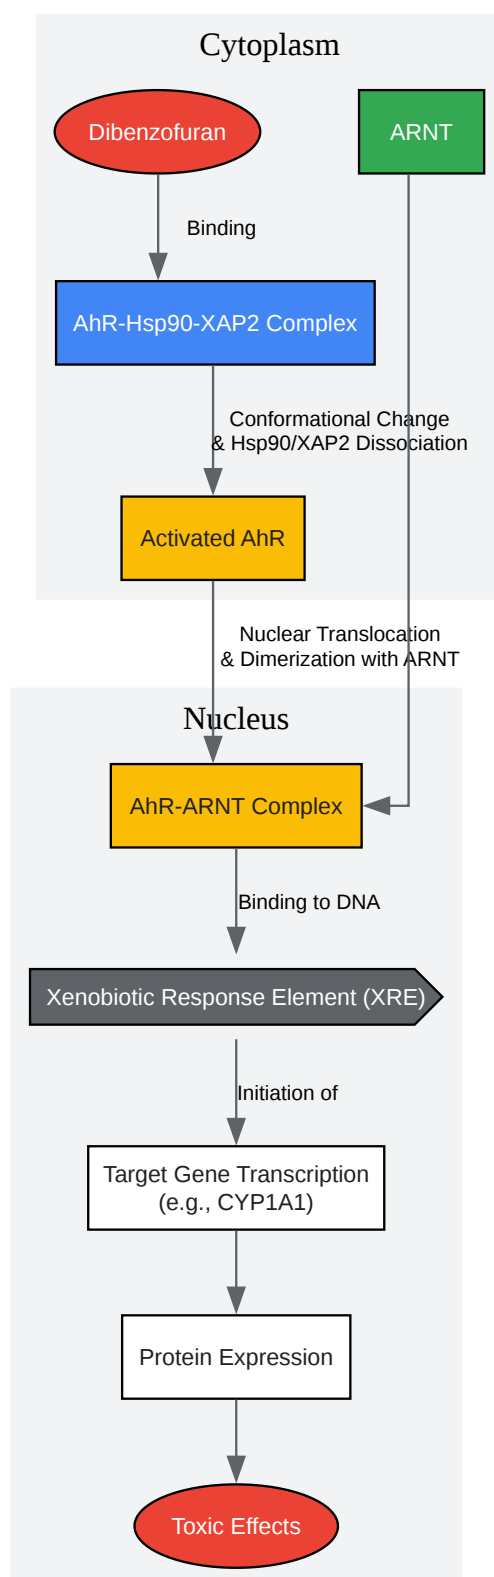 Cytoplasm
Dibenzofuran
ARNT
Binding
AhR-Hsp90-XAP2 Complex
Conformational Change
& Hsp90/XAP2 Dissociation
Activated AhR
Nuclear Translocation
& Dimerization with ARNT
Nucleus
AhR-ARNT Complex
Binding to DNA
Xenobiotic Response Element (XRE)
Initiation of
Target Gene Transcription
(e.g., CYP1A1)
Protein Expression
Toxic Effects